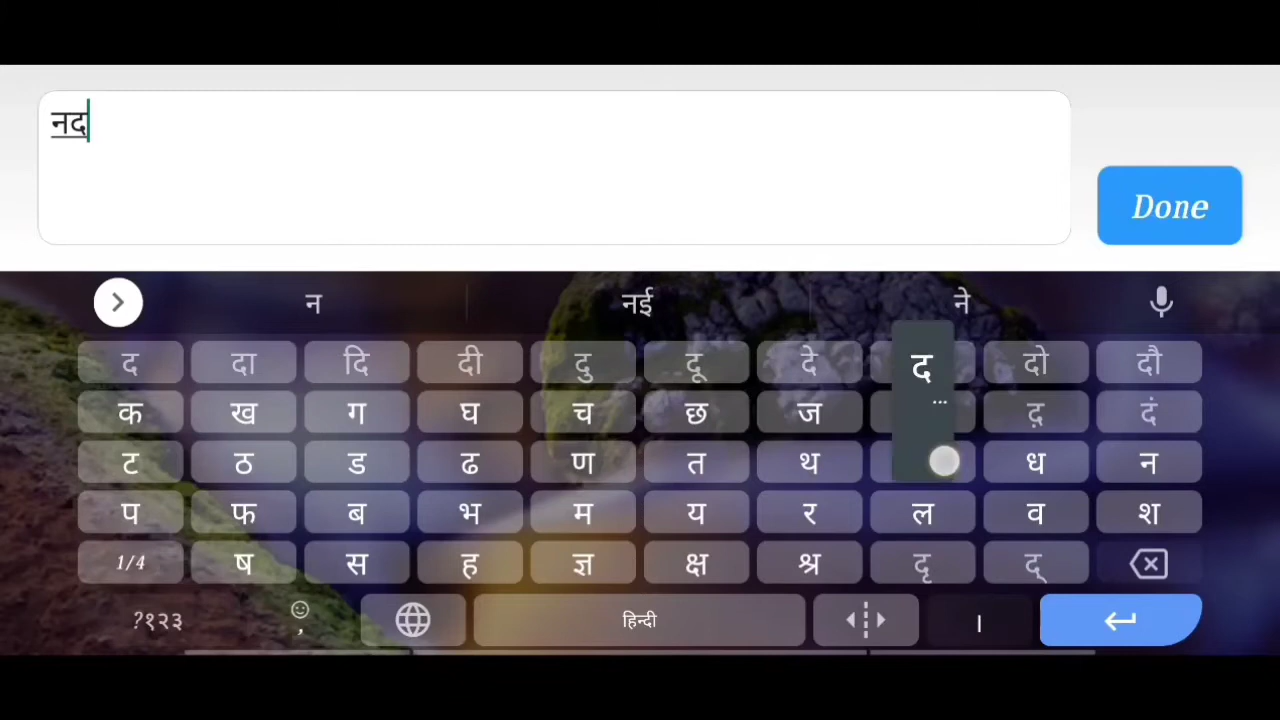 नद
Done
न नई ने
द दा दि दी दु दू दे द दो दौ
... 
क ख ग घ च छ ज द़ दं
ट ठ ड ढ ण त थ ध न
प फ ब भ म य र ल व श
1/4 ष स ह ज्ञ क्ष श्र दृ द्
?१२३ , हिन्दी ।